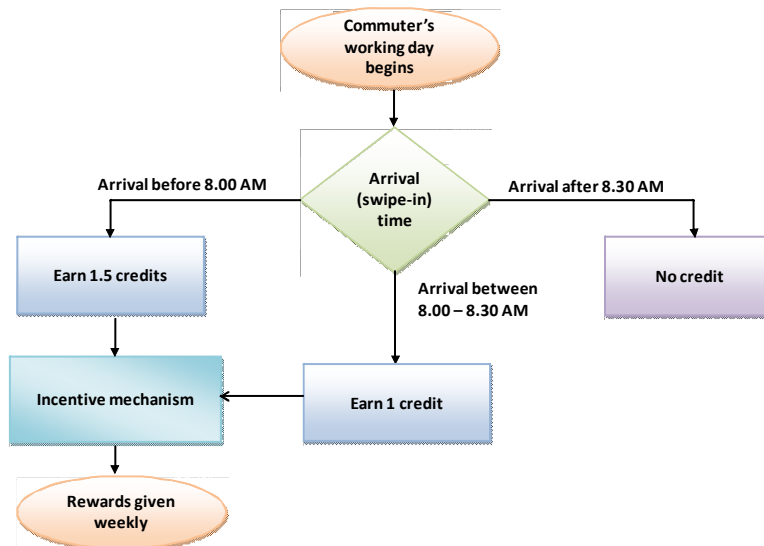 Commuter's
working day
begins
Arrival before 8.00 AM
Arrival
(swipe-in)
time
Arrival after 8.30 AM
Earn 1.5 credits
Arrival between
8.00 – 8.30 AM
No credit
Incentive mechanism
Earn 1 credit
Rewards given
weekly